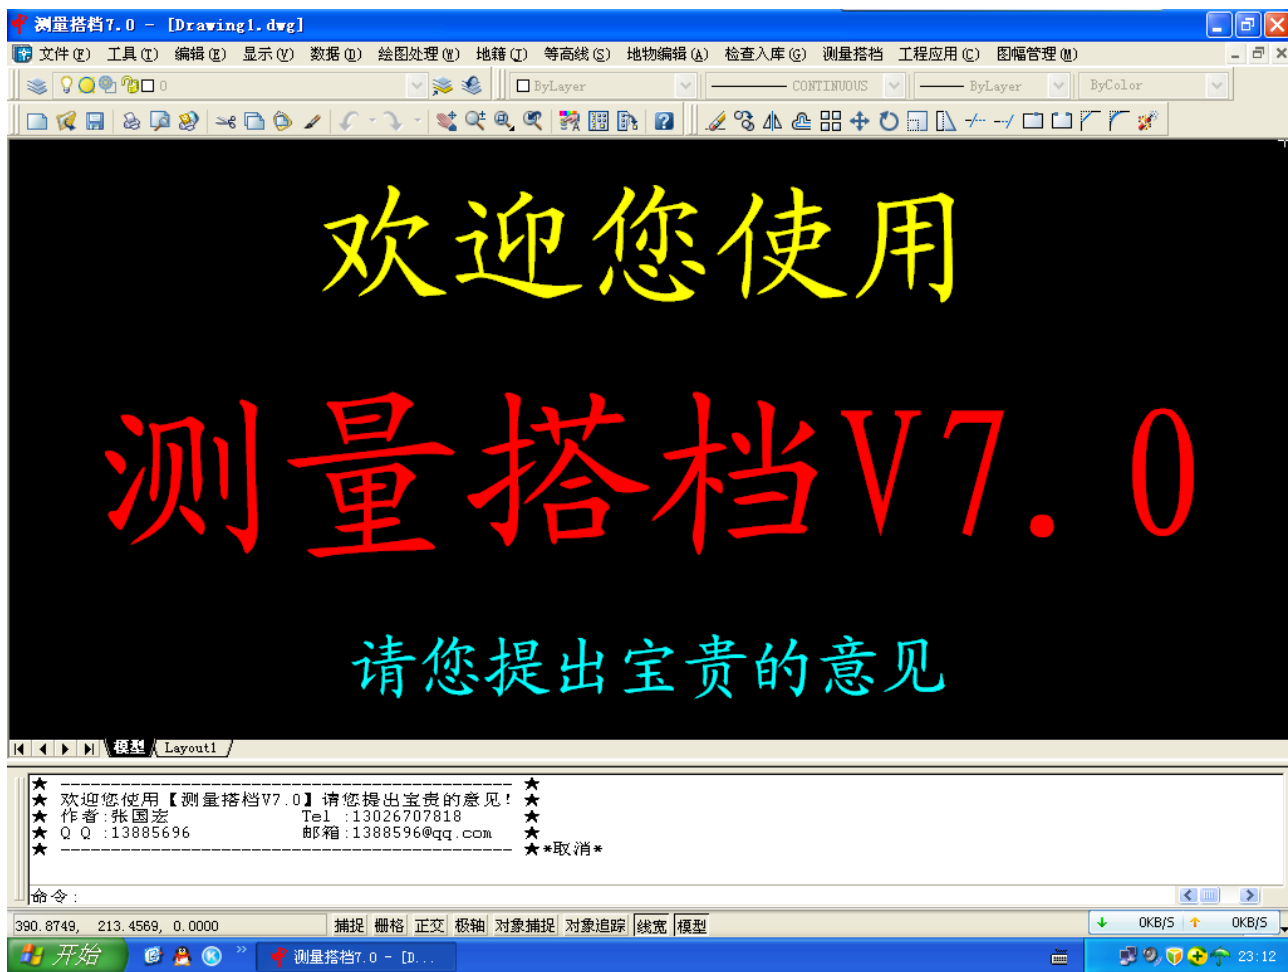 测量搭档7.0 - [Drawing1.dwg]
文件(F) 工具(T) 编辑(E) 显示(V) 数据(D) 绘图处理(W) 地籍(J) 等高线(S) 地物编辑(A) 检查入库(G) 测量搭档 工程应用(C) 图幅管理(M)
0 ByLayer CONTINUOUS ByLayer ByColor
欢迎您使用
测量搭档V7.0
请您提出宝贵的意见
模型 Layout1
★ --------------------------------------------- ★
★ 欢迎您使用【测量搭档V7.0】请您提出宝贵的意见! ★
★ 作者:张国宏 Tel :13026707818 ★
★ Q Q :13885696 邮箱:1388596@qq.com ★
★ --------------------------------------------- ★*取消*
命令:
390.8749, 213.4569, 0.0000 捕捉 栅格 正交 极轴 对象捕捉 对象追踪 线宽 模型 0KB/S 0KB/S
开始 测量搭档7.0 - [D... 23:12